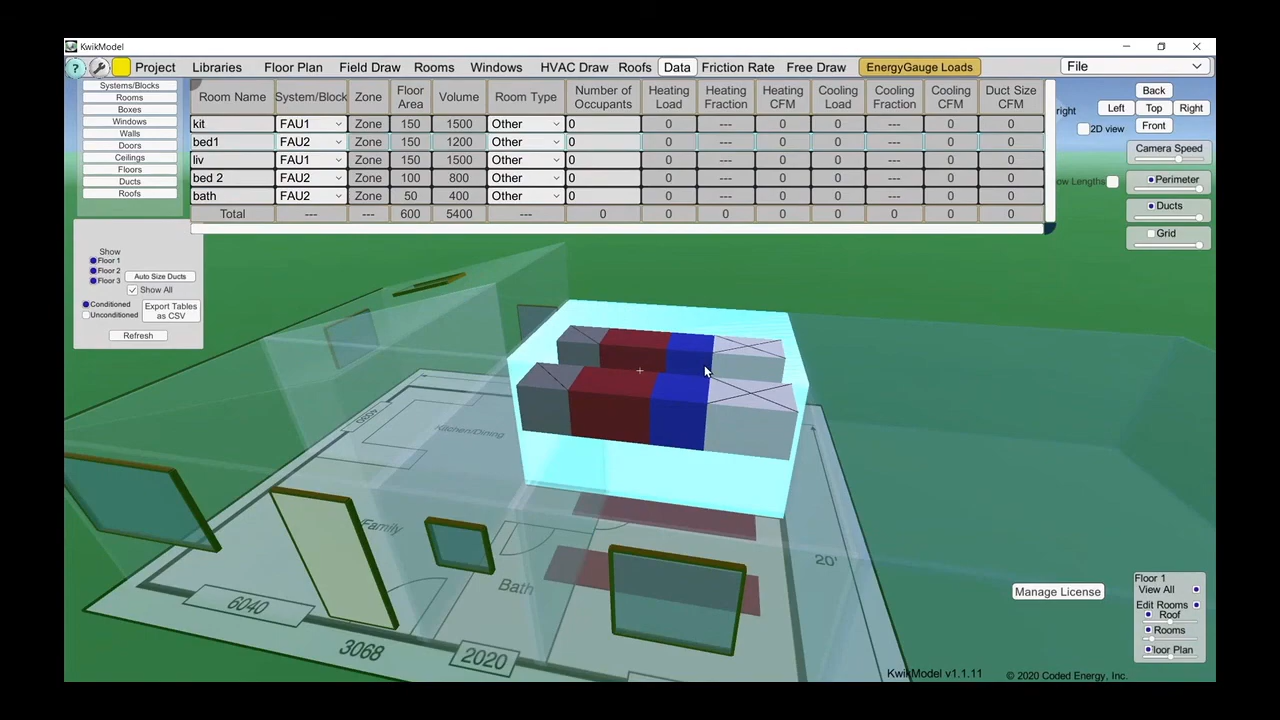 KwikModel
? Project Libraries Floor Plan Field Draw Rooms Windows HVAC Draw Roofs Data Friction Rate Free Draw EnergyGauge Loads File
Systems/Blocks
Rooms
Boxes
Windows
Walls
Doors
Ceilings
Floors
Ducts
Roofs
Room Name System/Block Zone Floor Area Volume Room Type Number of Occupants Heating Load Heating Fraction Heating CFM Cooling Load Cooling Fraction Cooling CFM Duct Size CFM
kit FAU1 Zone 150 1500 Other 0 0 --- 0 0 --- 0 0
bed1 FAU2 Zone 150 1200 Other 0 0 --- 0 0 --- 0 0
liv FAU1 Zone 150 1500 Other 0 0 --- 0 0 --- 0 0
bed 2 FAU2 Zone 100 800 Other 0 0 --- 0 0 --- 0 0
bath FAU2 Zone 50 400 Other 0 0 --- 0 0 --- 0 0
Total --- --- 600 5400 --- 0 0 --- 0 0 --- 0 0
Back
right Left Top Right
2D view Front
Camera Speed
ow Lengths Perimeter
Ducts
Grid
Show
Floor 1
Floor 2
Floor 3
Auto Size Ducts
Show All
Conditioned
Unconditioned
Export Tables as CSV
Refresh
Kitchen/Dining
Family
Bath
20'
6040
3068
2020
Manage License
Floor 1
View All
Edit Rooms
Roof
Rooms
loor Plan
KwikModel v1.1.11 © 2020 Coded Energy, Inc.